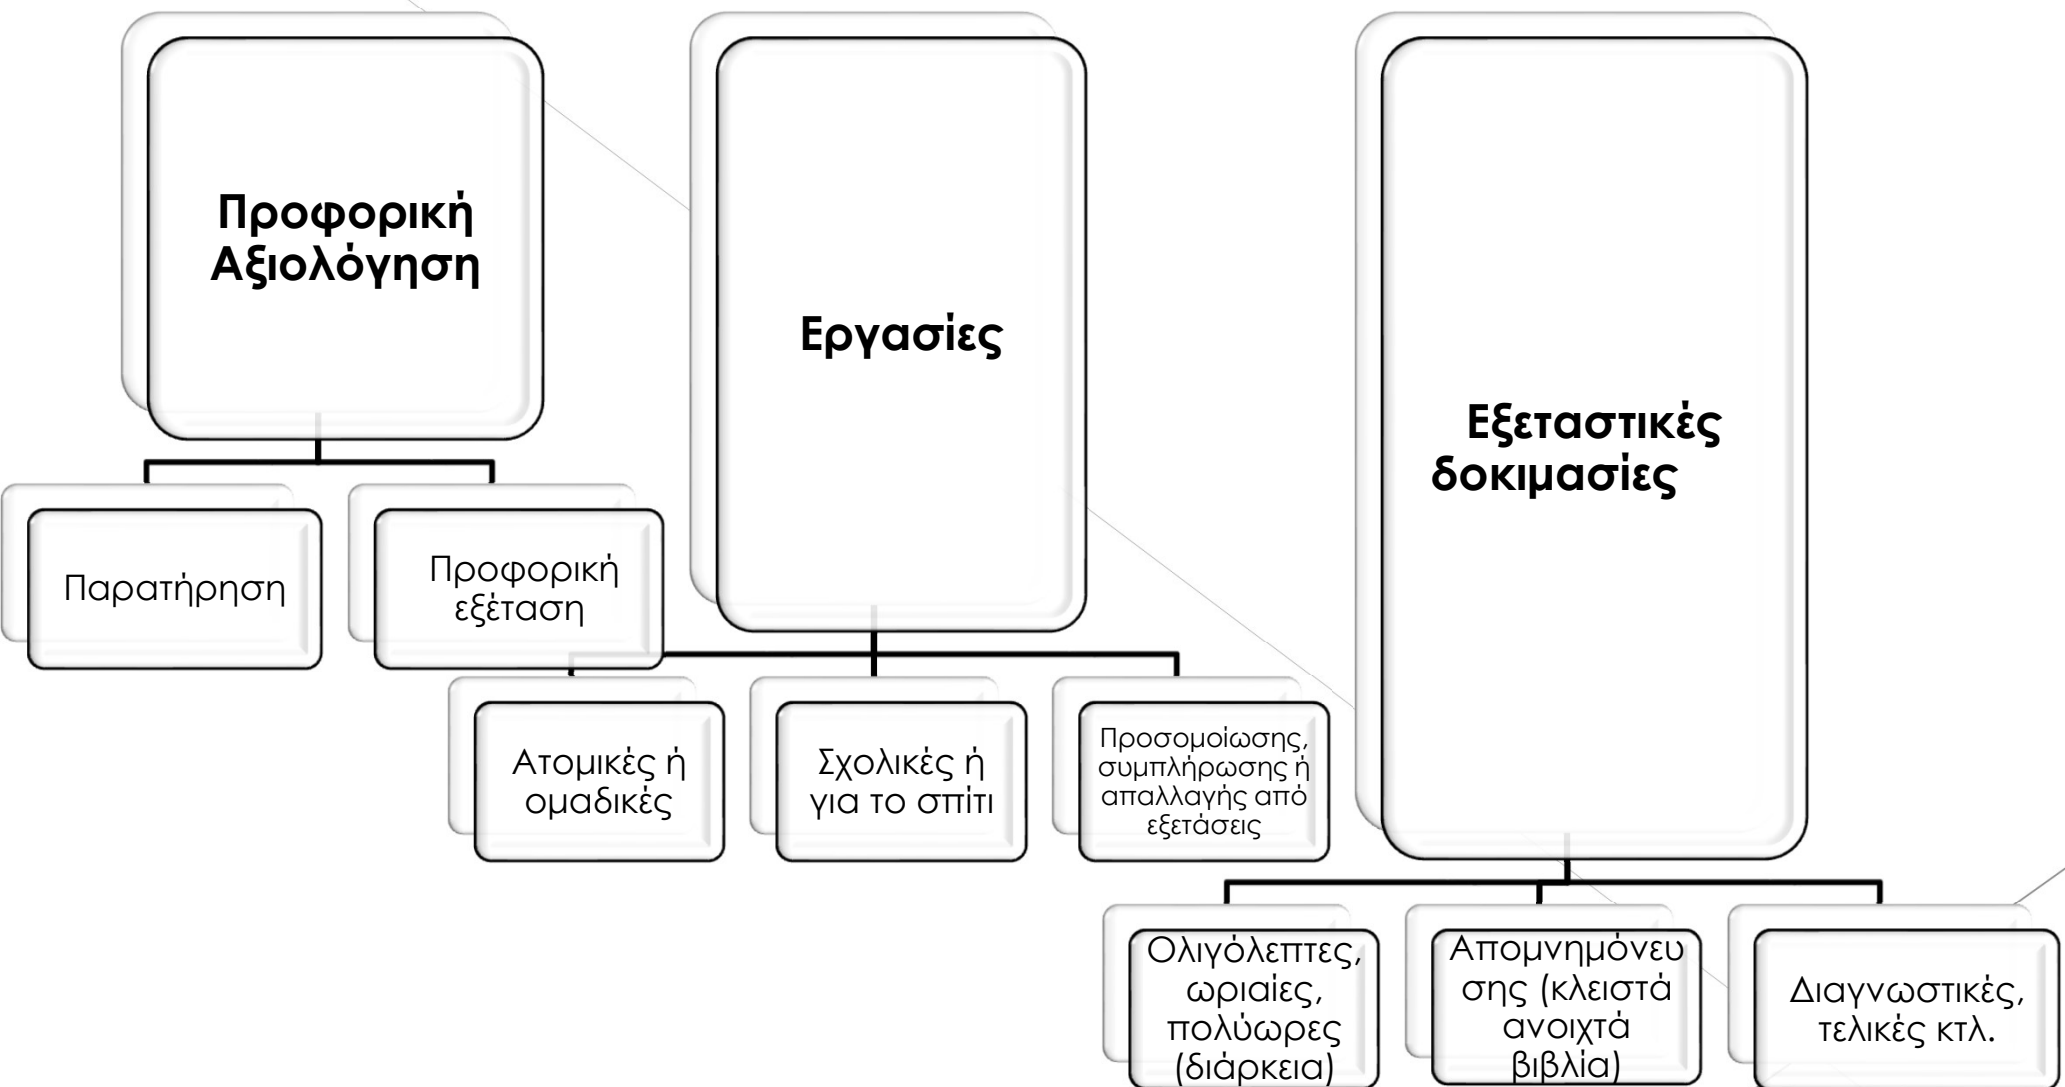 Προφορική
Αξιολόγηση
Παρατήρηση
Προφορική
εξέταση
Εργασίες
Ατομικές ή
ομαδικές
Σχολικές ή
για το σπίτι
Προσομοίωσης,
συμπλήρωσης ή
απαλλαγής από
εξετάσεις
Εξεταστικές
δοκιμασίες
Ολιγόλεπτες,
ωριαίες,
πολύωρες
(διάρκεια)
Απομνημόνευ
σης (κλειστά
ανοιχτά
βιβλία)
Διαγνωστικές,
τελικές κτλ.